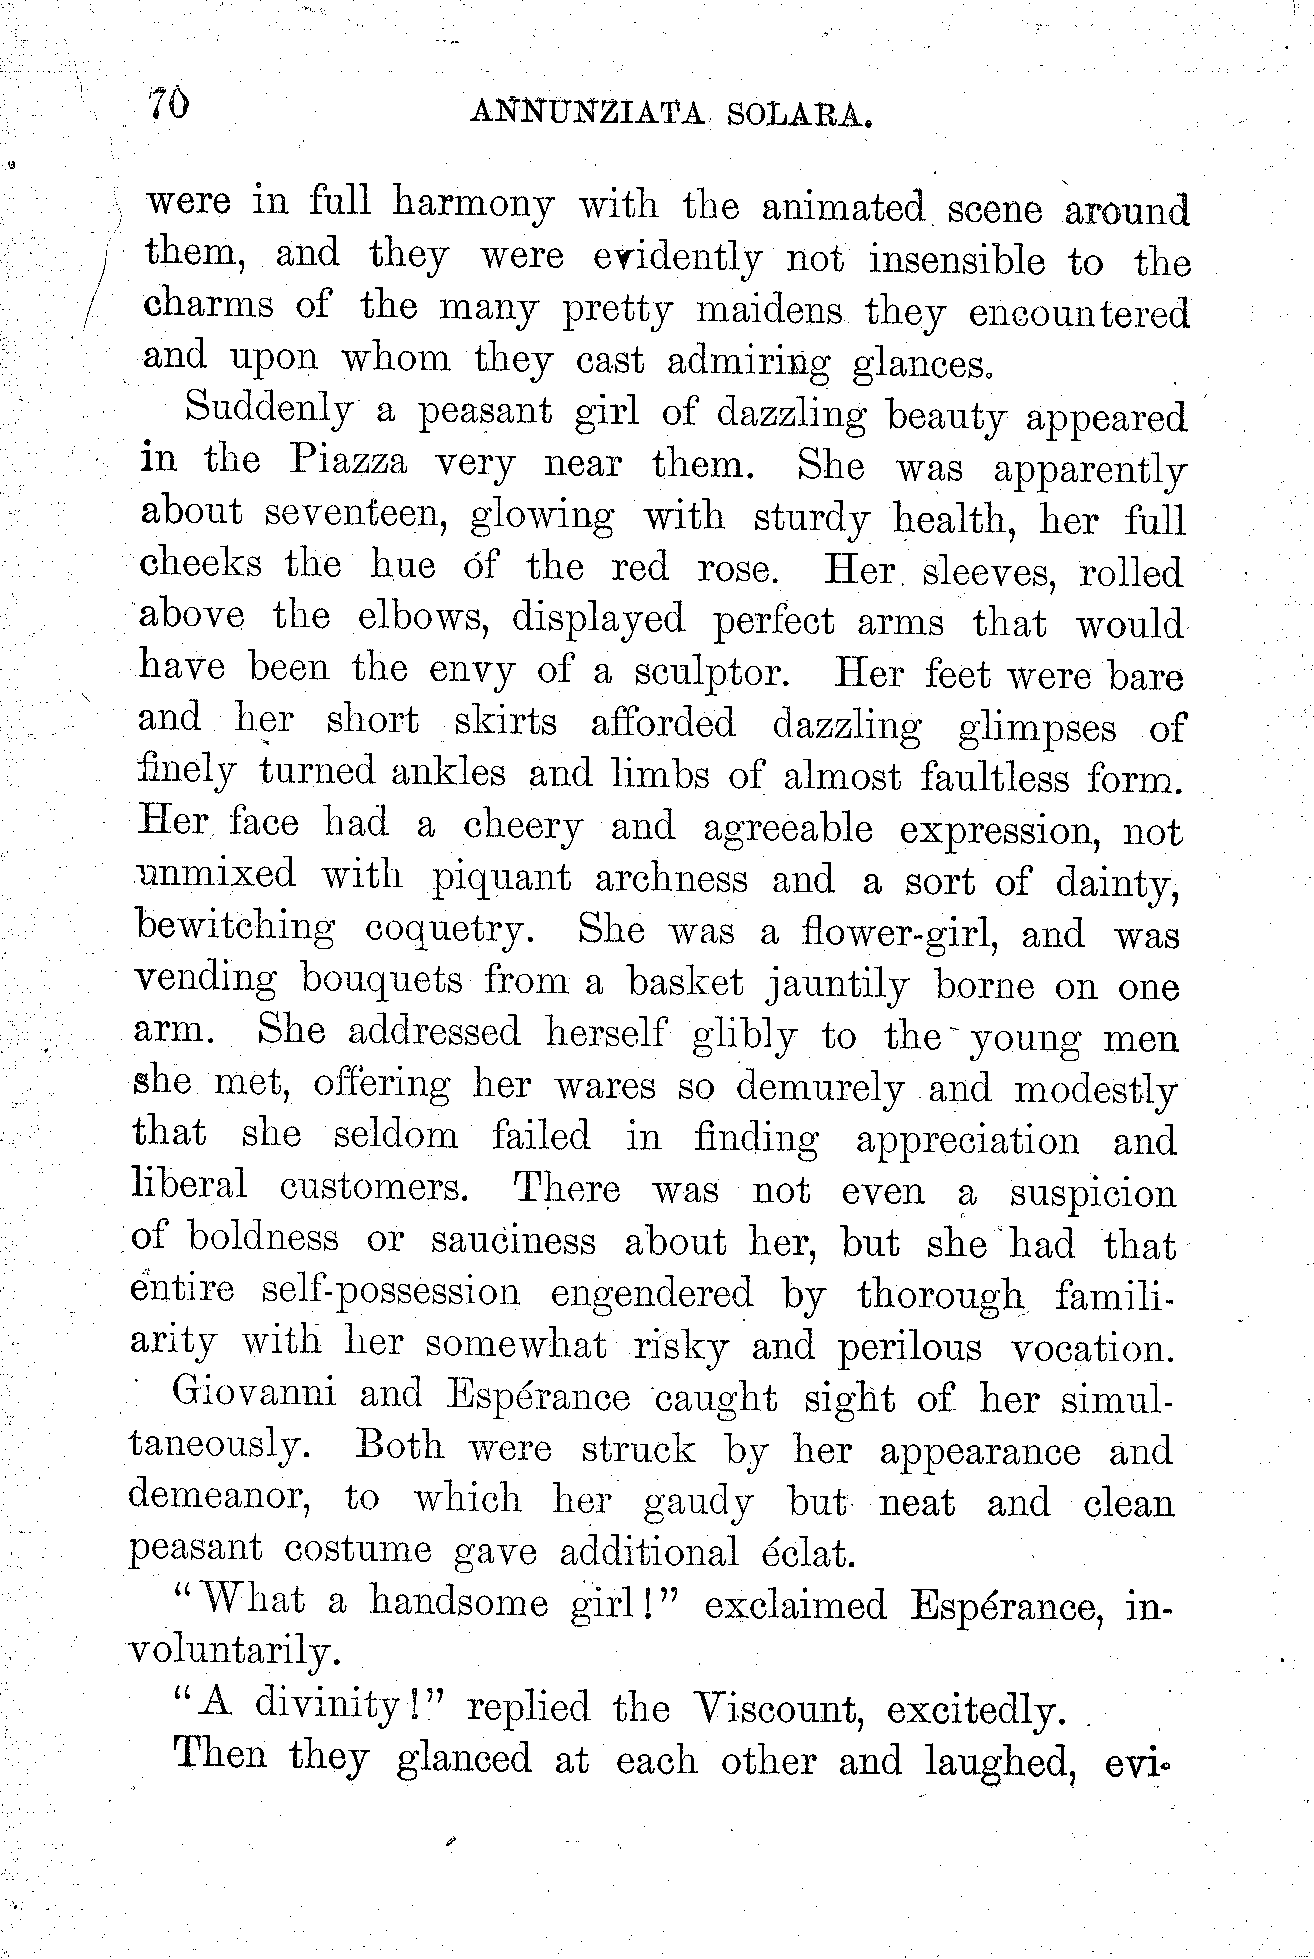 70 ANNUNZIATA SOLARA.
were in full harmony with the animated scene around
them, and they were evidently not insensible to the
charms of the many pretty maidens they encountered
and upon whom they cast admiring glances.
Suddenly a peasant girl of dazzling beauty appeared
in the Piazza very near them. She was apparently
about seventeen, glowing with sturdy health, her full
cheeks the hue of the red rose. Her sleeves, rolled
above the elbows, displayed perfect arms that would
have been the envy of a sculptor. Her feet were bare
and her short skirts afforded dazzling glimpses of
finely turned ankles and limbs of almost faultless form.
Her face had a cheery and agreeable expression, not
unmixed with piquant archness and a sort of dainty,
bewitching coquetry. She was a flower-girl, and was
vending bouquets from a basket jauntily borne on one
arm. She addressed herself glibly to the young men
she met, offering her wares so demurely and modestly
that she seldom failed in finding appreciation and
liberal customers. There was not even a suspicion
of boldness or sauciness about her, but she had that
entire self-possession engendered by thorough famili-
arity with her somewhat risky and perilous vocation.
Giovanni and Espérance caught sight of her simul-
taneously. Both were struck by her appearance and
demeanor, to which her gaudy but neat and clean
peasant costume gave additional éclat.
"What a handsome girl!" exclaimed Espérance, in-
voluntarily.
"A divinity!" replied the Viscount, excitedly.
Then they glanced at each other and laughed, evi-